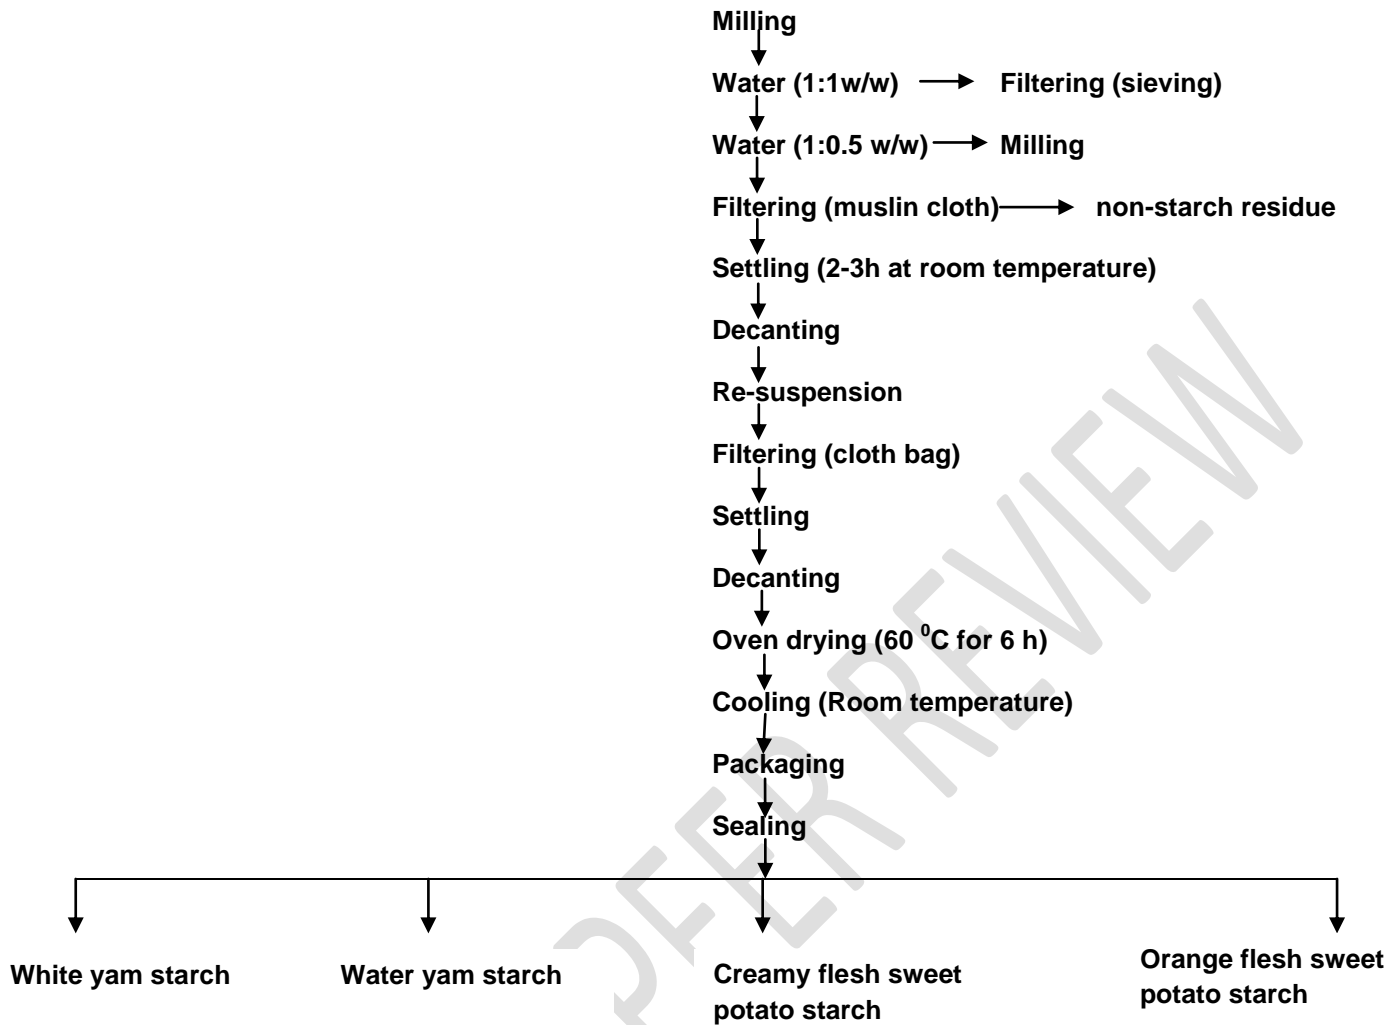 Milling
Water (1:1w/w) Filtering (sieving)
Water (1:0.5 w/w) Milling
Filtering (muslin cloth) non-starch residue
Settling (2-3h at room temperature)
Decanting
Re-suspension
Filtering (cloth bag)
Settling
Decanting
Oven drying (60 ⁰C for 6 h)
Cooling (Room temperature)
Packaging
Sealing
White yam starch
Water yam starch
Creamy flesh sweet
potato starch
Orange flesh sweet
potato starch
PEER REVIEW